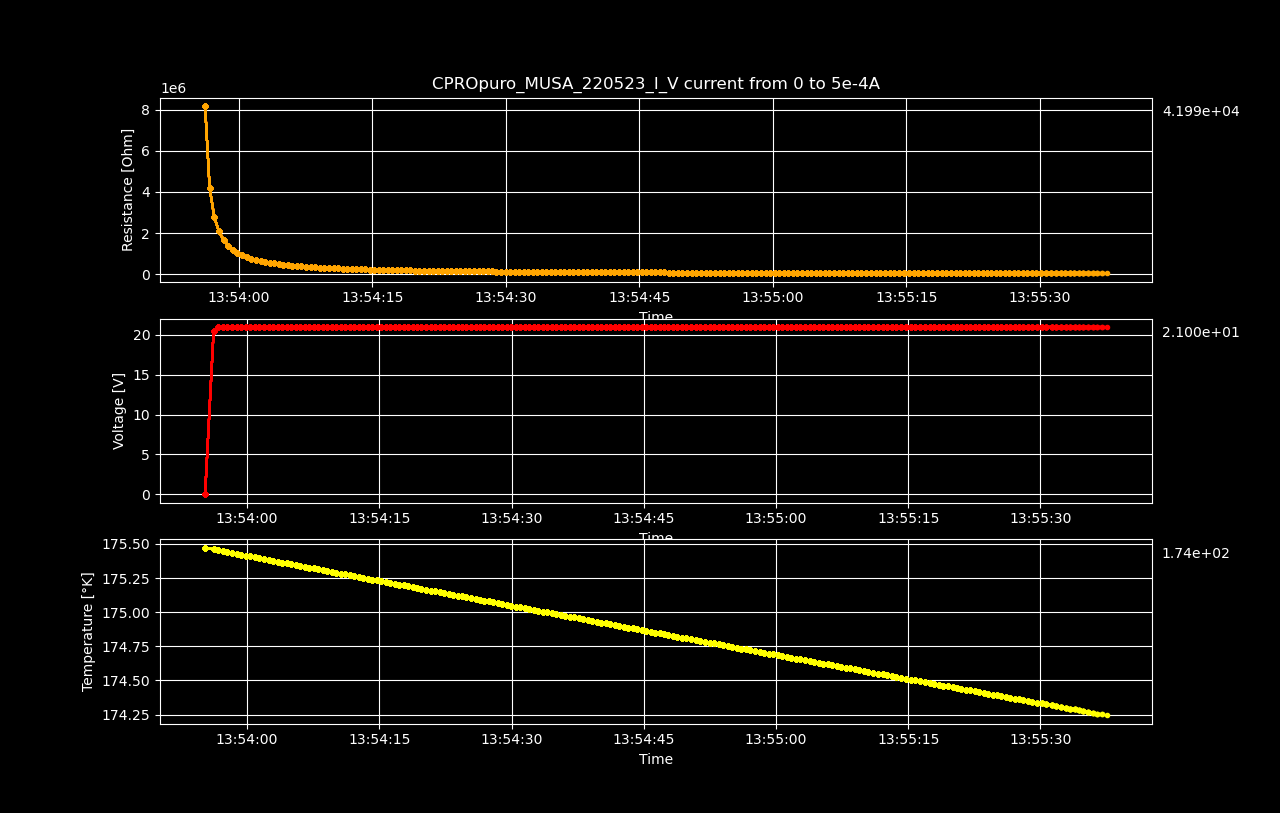 CPROpuro_MUSA_220523_I_V current from 0 to 5e-4A
1e6
4.199e+04
8
6
4
2
0
Resistance [Ohm]
13:54:00 13:54:15 13:54:30 13:54:45 13:55:00 13:55:15 13:55:30
Time
2.100e+01
20
15
10
5
0
Voltage [V]
13:54:00 13:54:15 13:54:30 13:54:45 13:55:00 13:55:15 13:55:30
Time
1.74e+02
175.50
175.25
175.00
174.75
174.50
174.25
Temperature [°K]
13:54:00 13:54:15 13:54:30 13:54:45 13:55:00 13:55:15 13:55:30
Time